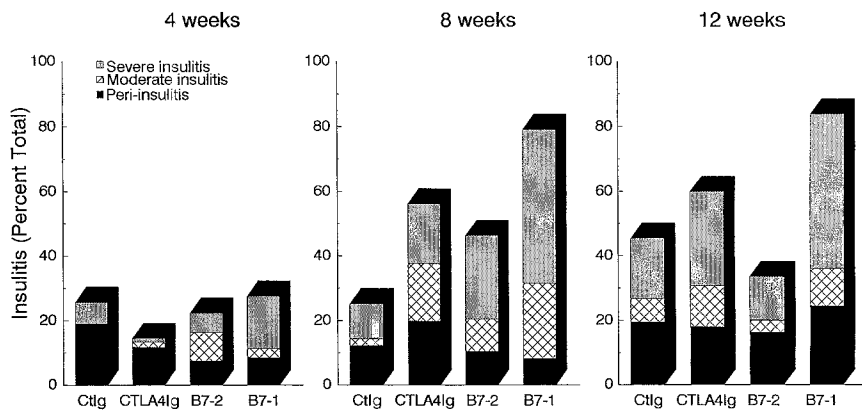 4 weeks
8 weeks
12 weeks
Severe insulitis
Moderate insulitis
Peri-insulitis
Insulitis (Percent Total)
100
80
60
40
20
0
CtIg
CTLA4Ig
B7-2
B7-1
100
80
60
40
20
0
CtIg
CTLA4Ig
B7-2
B7-1
100
80
60
40
20
0
CtIg
CTLA4Ig
B7-2
B7-1